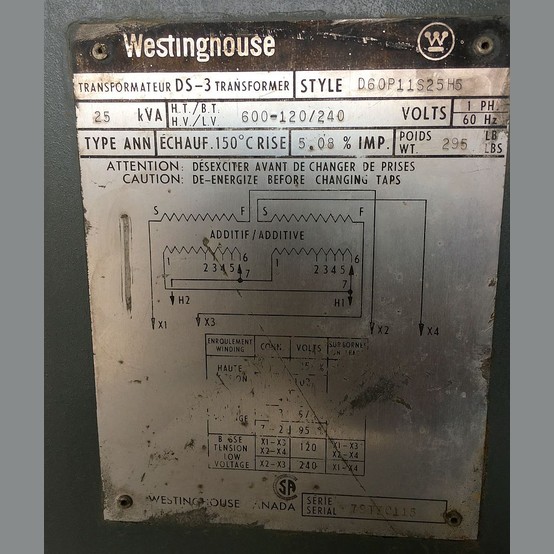 Westinghouse
TRANSFORMATEUR DS-3 TRANSFORMER STYLE D60P11S25HS
25 kVA H.T./B.T. H.V./L.V. 600-120/240 VOLTS 1 PH. 60 Hz
TYPE ANN ÉCHAUF. 150°C RISE 5.08 % IMP. POIDS WT. 295 LB LBS
ATTENTION: DÉSEXCITER AVANT DE CHANGER DE PRISES
CAUTION: DE-ENERGIZE BEFORE CHANGING TAPS
S F S F
ADDITIF/ADDITIVE
1 2 3 4 5 6 1 2 3 4 5 6
7 7
H2 H1
X1 X3 X2 X4
ENROULEMENT WINDING CONN. VOLTS
HAUTE
95
BASSE TENSION LOW VOLTAGE
X1-X3 X2-X4 120 X1-X3 X2-X4
X2-X3 240 X1-X4
WESTINGHOUSE CANADA
SÉRIE SERIAL